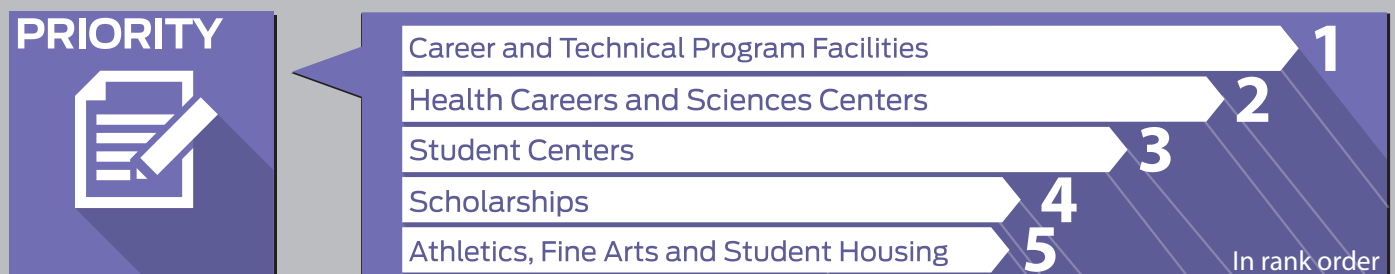 PRIORITY
Career and Technical Program Facilities 1
Health Careers and Sciences Centers 2
Student Centers 3
Scholarships 4
Athletics, Fine Arts and Student Housing 5
In rank order